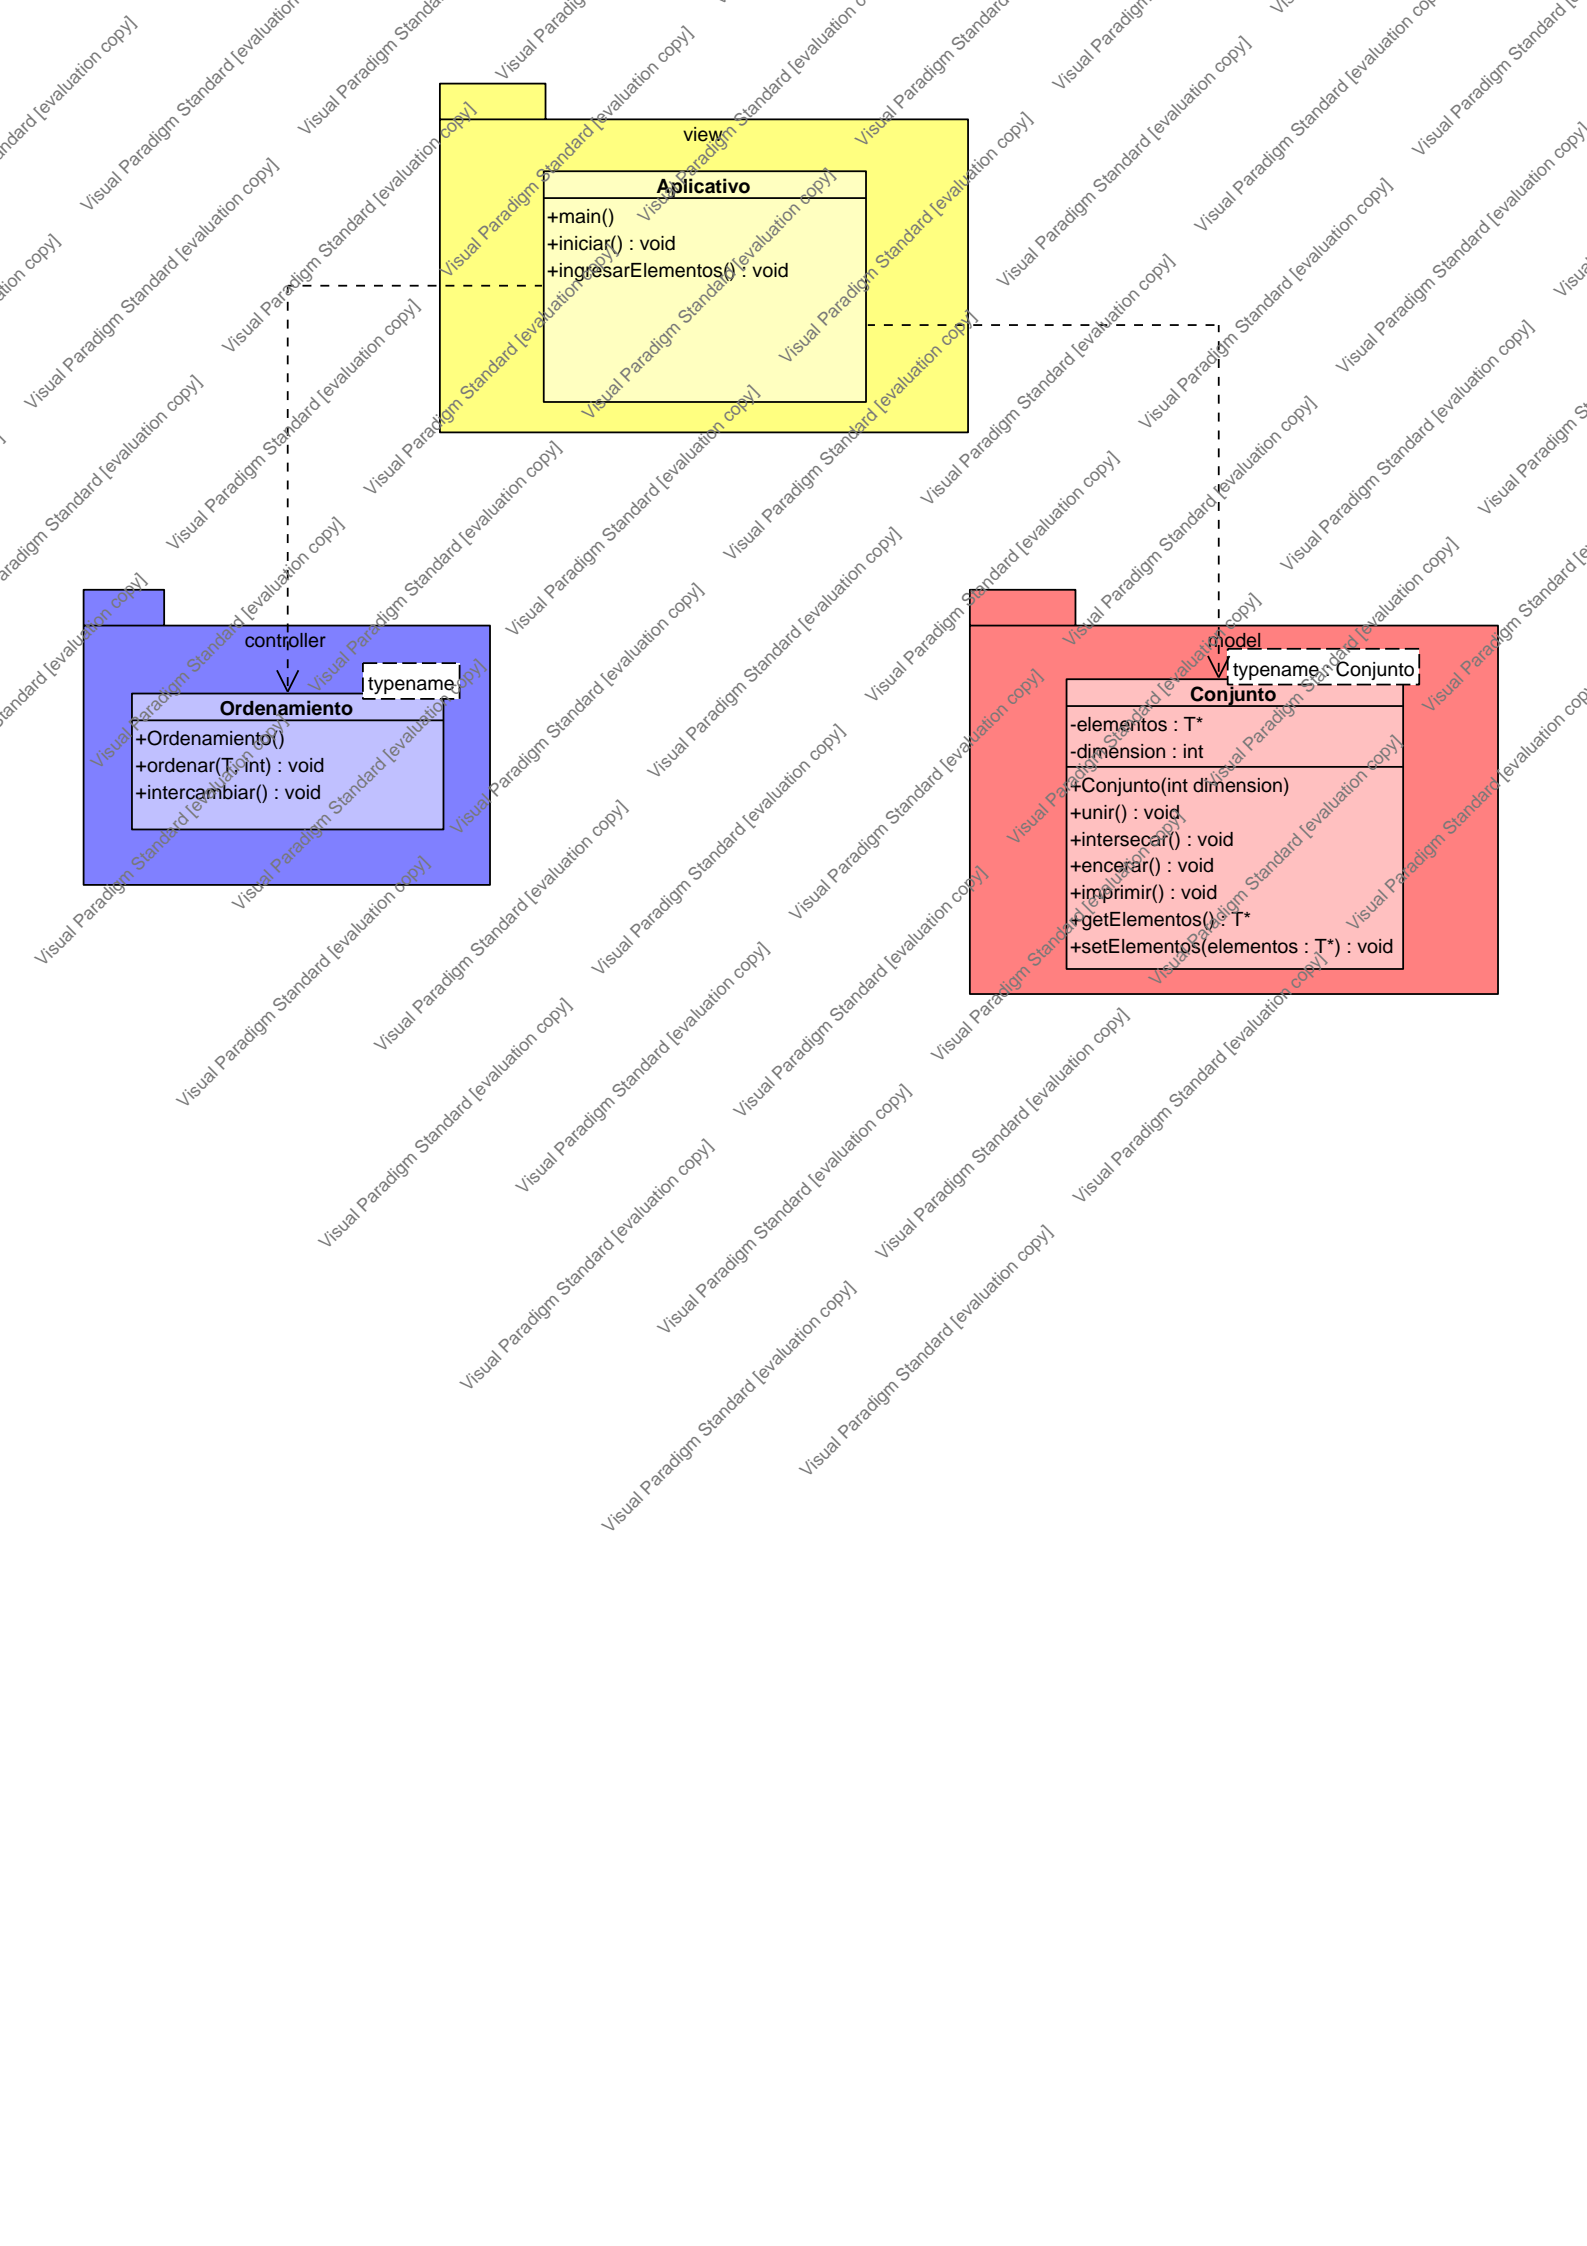 view
Aplicativo
+main()
+iniciar() : void
+ingresarElementos() : void
controller
typename
Ordenamiento
+Ordenamiento()
+ordenar(T, int) : void
+intercambiar() : void
model
typename : Conjunto
Conjunto
-elementos : T*
-dimension : int
+Conjunto(int dimension)
+unir() : void
+intersecar() : void
+encerar() : void
+imprimir() : void
+getElementos() : T*
+setElementos(elementos : T*) : void
Visual Paradigm Standard [evaluation copy]